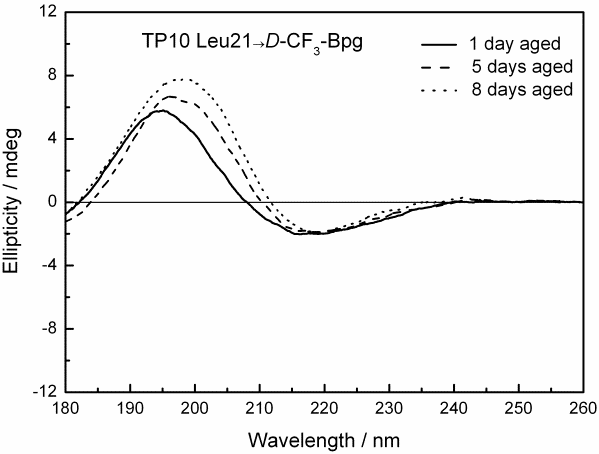 TP10 Leu21→D-CF3-Bpg
1 day aged
5 days aged
8 days aged
12
8
4
0
-4
-8
-12
Ellipticity / mdeg
180 190 200 210 220 230 240 250 260
Wavelength / nm